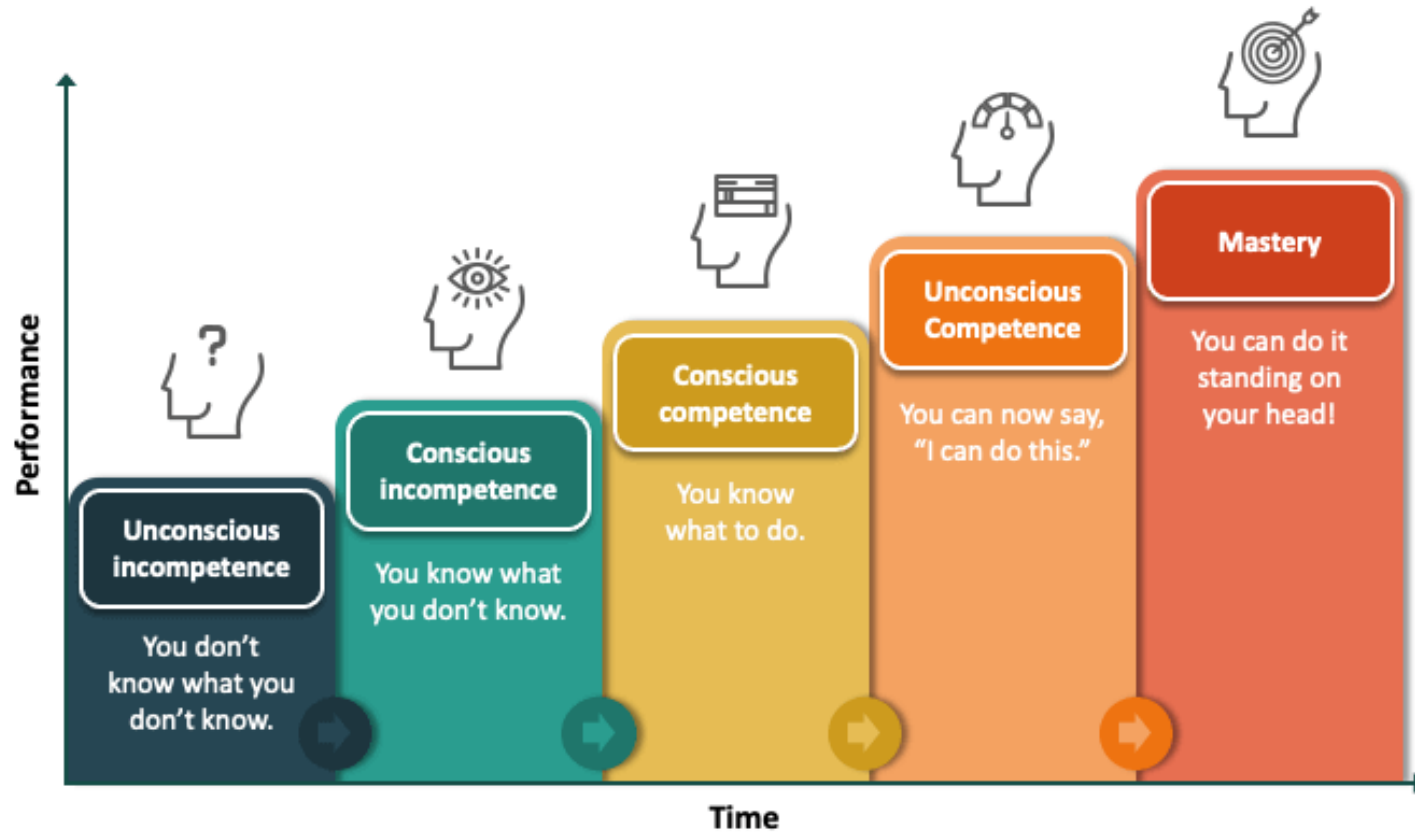 Performance
Unconscious
incompetence
You don’t
know what you
don’t know.
Conscious
incompetence
You know what
you don’t know.
Conscious
competence
You know
what to do.
Unconscious
Competence
You can now say,
“I can do this.”
Mastery
You can do it
standing on
your head!
Time
?